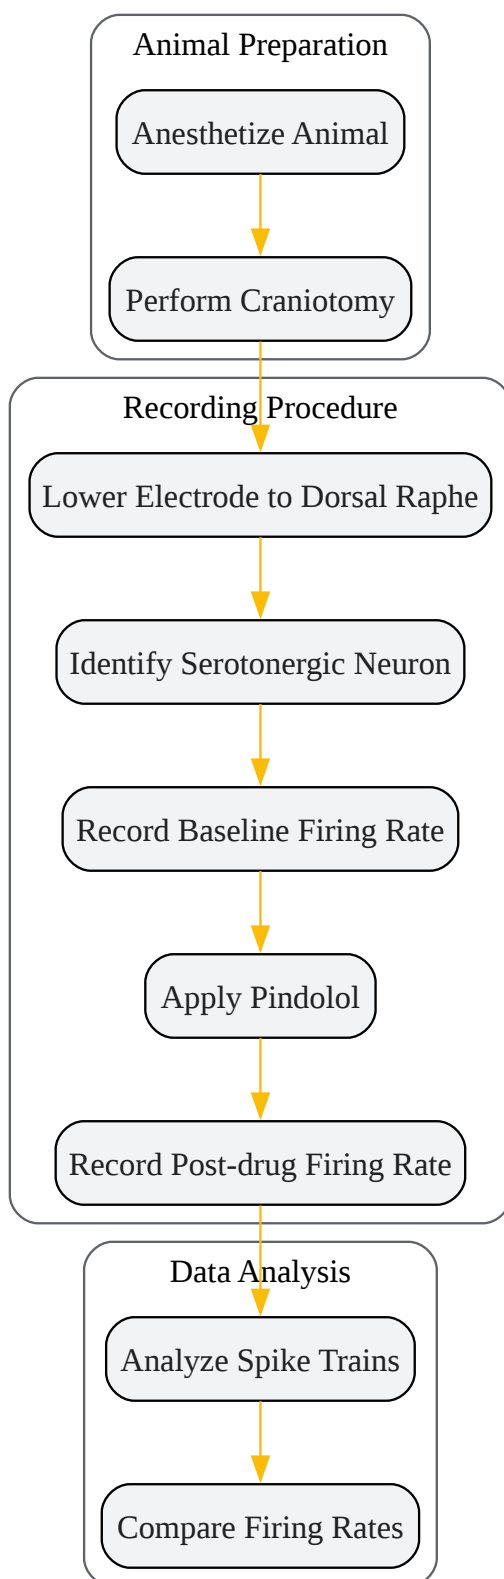 Animal Preparation
Anesthetize Animal
Perform Craniotomy
Recording Procedure
Lower Electrode to Dorsal Raphe
Identify Serotonergic Neuron
Record Baseline Firing Rate
Apply Pindolol
Record Post-drug Firing Rate
Data Analysis
Analyze Spike Trains
Compare Firing Rates